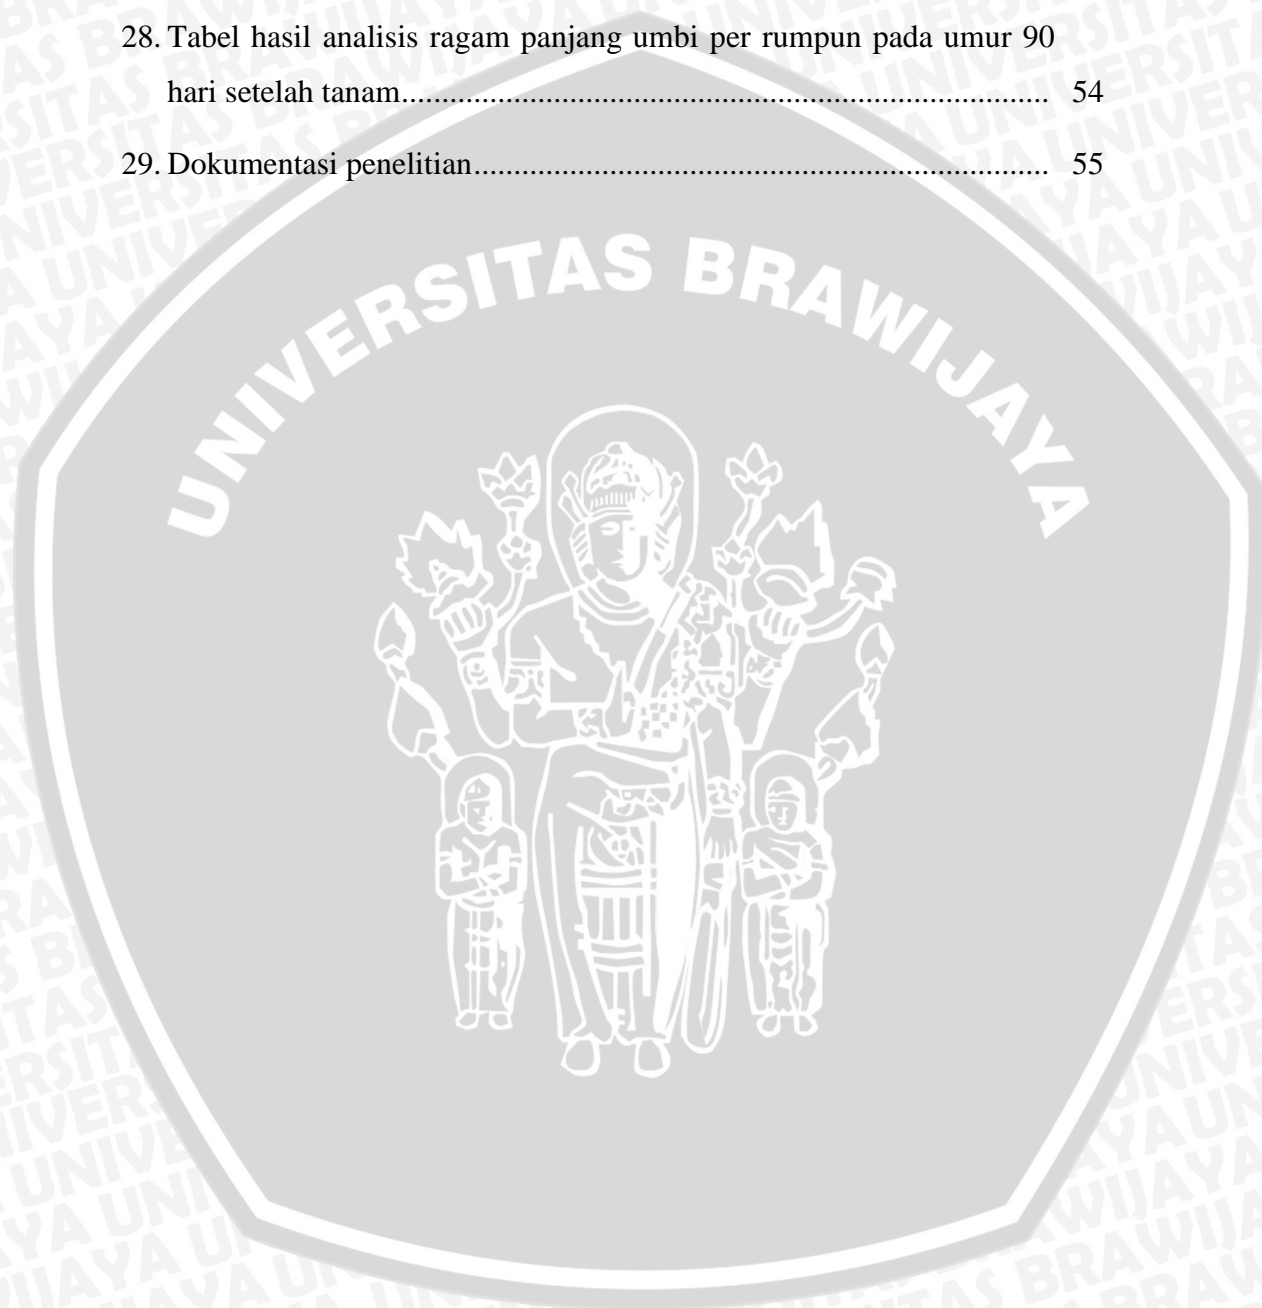 28. Tabel hasil analisis ragam panjang umbi per rumpun pada umur 90
hari setelah tanam................................................................................ 54
29. Dokumentasi penelitian....................................................................... 55
UNIVERSITAS BRAWIJAYA